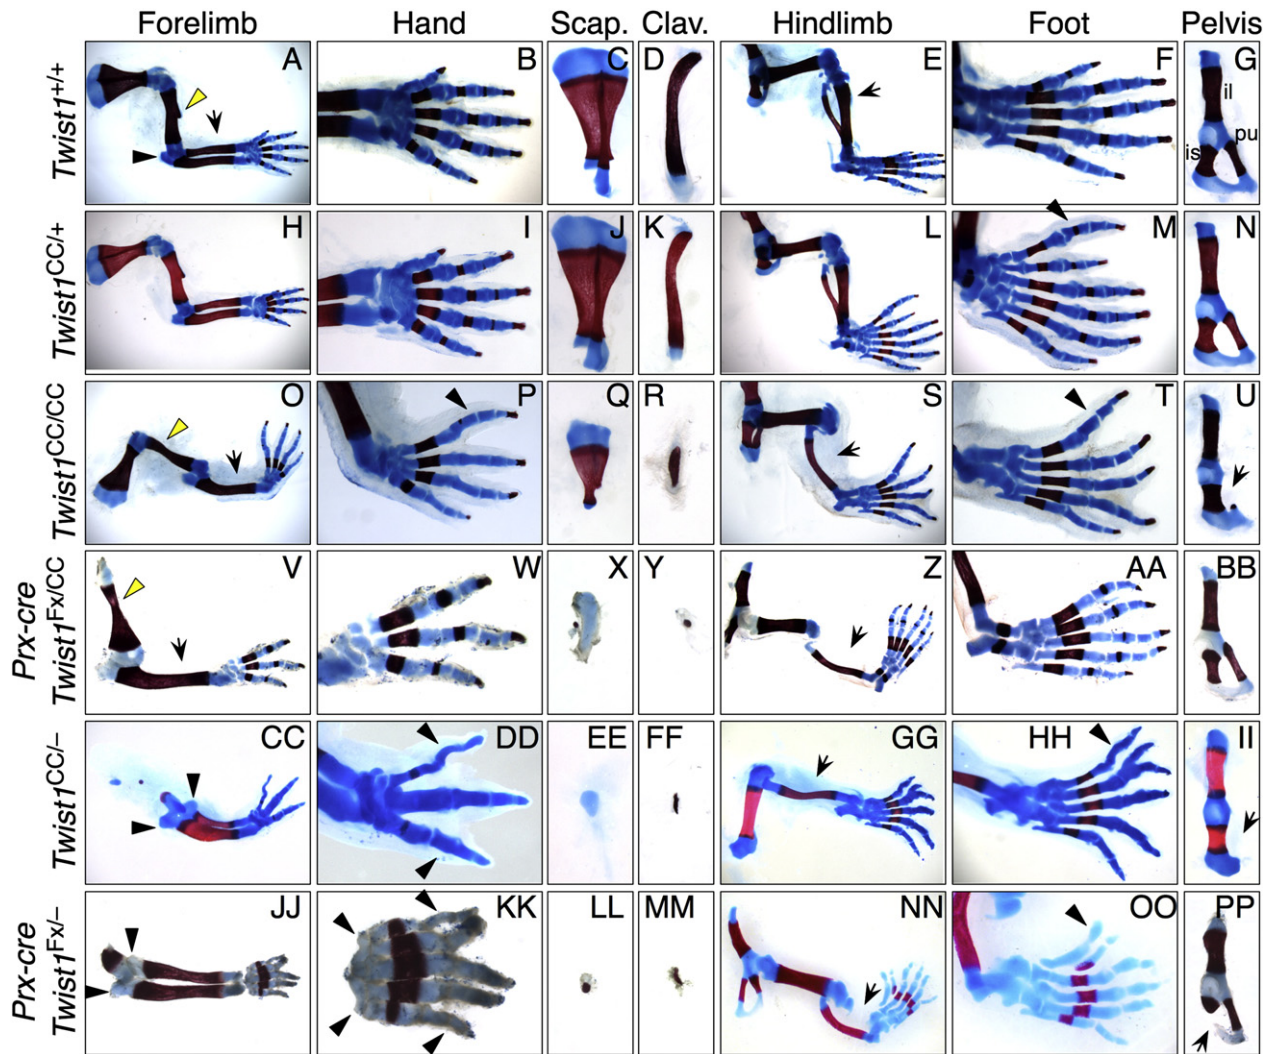 Forelimb Hand Scap. Clav. Hindlimb Foot Pelvis
Twist1+/+ A B C D E F G
il
pu
is
Twist1CC/+ H I J K L M N
Twist1CC/CC O P Q R S T U
Prx-cre
Twist1Fx/CC V W X Y Z AA BB
Twist1CC/– CC DD EE FF GG HH II
Prx-cre
Twist1Fx/– JJ KK LL MM NN OO PP